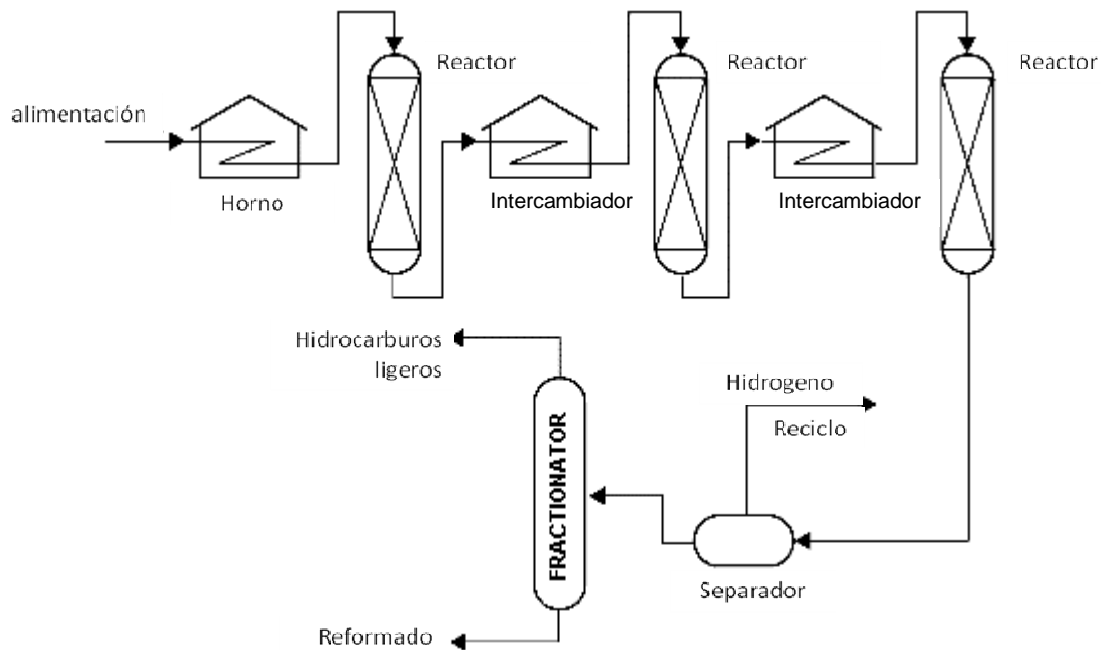 Reactor
Reactor
Reactor
alimentación
Horno
Intercambiador
Intercambiador
Hidrocarburos
ligeros
Hidrogeno
Reciclo
FRACTIONATOR
Separador
Reformado